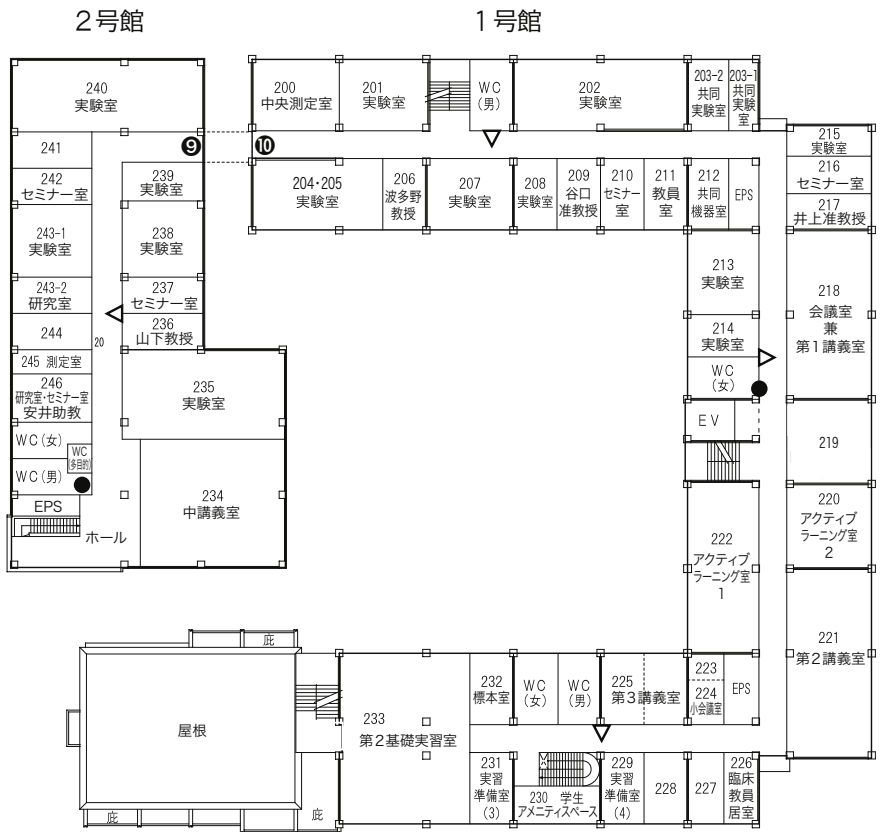 2号館
1号館
240
実験室
241
242
セミナー室
243-1
実験室
243-2
研究室
244
245 測定室
246
研究室・セミナー室
安井助教
WC(女)
WC
(多目的)
WC(男)
EPS
ホール
20
239
実験室
238
実験室
237
セミナー室
236
山下教授
235
実験室
234
中講義室
❾
❿
200
中央測定室
201
実験室
WC
(男)
202
実験室
203-2
共同
実験室
203-1
共同
実験
室
204・205
実験室
206
波多野
教授
207
実験室
208
実験室
209
谷口
准教授
210
セミナー
室
211
教員
室
212
共同
機器室
EPS
213
実験室
214
実験室
WC
(女)
EV
215
実験室
216
セミナー室
217
井上准教授
218
会議室
兼
第1講義室
219
220
アクティブ
ラーニング室
2
222
アクティブ
ラーニング室
1
221
第2講義室
庇
屋根
庇
庇
233
第2基礎実習室
232
標本室
WC
(女)
WC
(男)
225
第3講義室
223
224
小会議室
EPS
231
実習
準備室
(3)
230 学生
アメニティスペース
229
実習
準備室
(4)
228
227
226
臨床
教員
居室